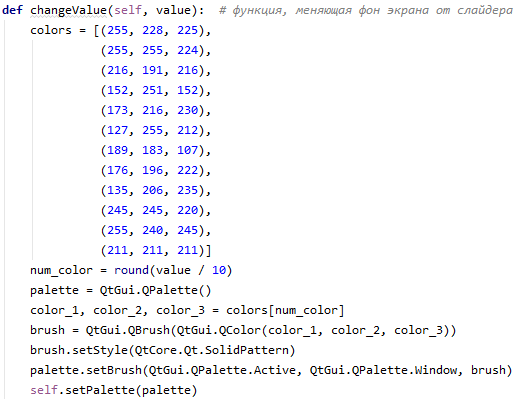 def changeValue(self, value):  # функция, меняющая фон экрана от слайдера
    colors = [(255, 228, 225),
              (255, 255, 224),
              (216, 191, 216),
              (152, 251, 152),
              (173, 216, 230),
              (127, 255, 212),
              (189, 183, 107),
              (176, 196, 222),
              (135, 206, 235),
              (245, 245, 220),
              (255, 240, 245),
              (211, 211, 211)]
    num_color = round(value / 10)
    palette = QtGui.QPalette()
    color_1, color_2, color_3 = colors[num_color]
    brush = QtGui.QBrush(QtGui.QColor(color_1, color_2, color_3))
    brush.setStyle(QtCore.Qt.SolidPattern)
    palette.setBrush(QtGui.QPalette.Active, QtGui.QPalette.Window, brush)
    self.setPalette(palette)